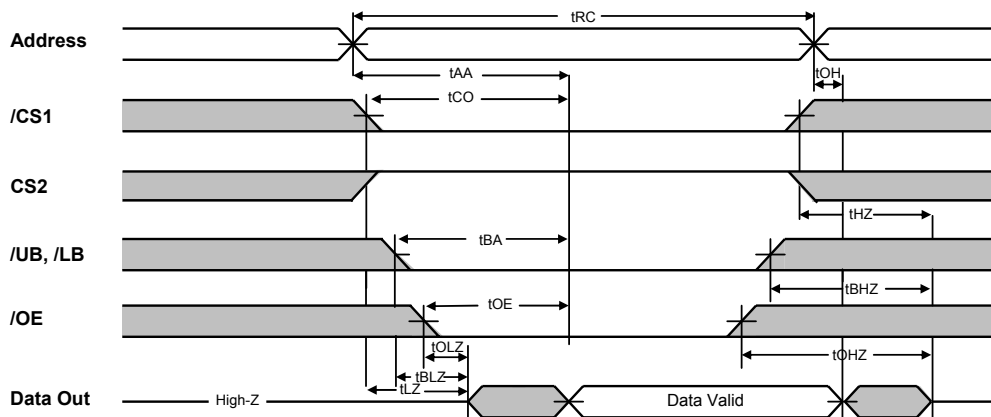 tRC
Address
tAA
tOH
tCO
/CS1
CS2
tHZ
tBA
/UB, /LB
tBHZ
tOE
/OE
tOLZ
tOHZ
tBLZ
tLZ
Data Out
High-Z
Data Valid